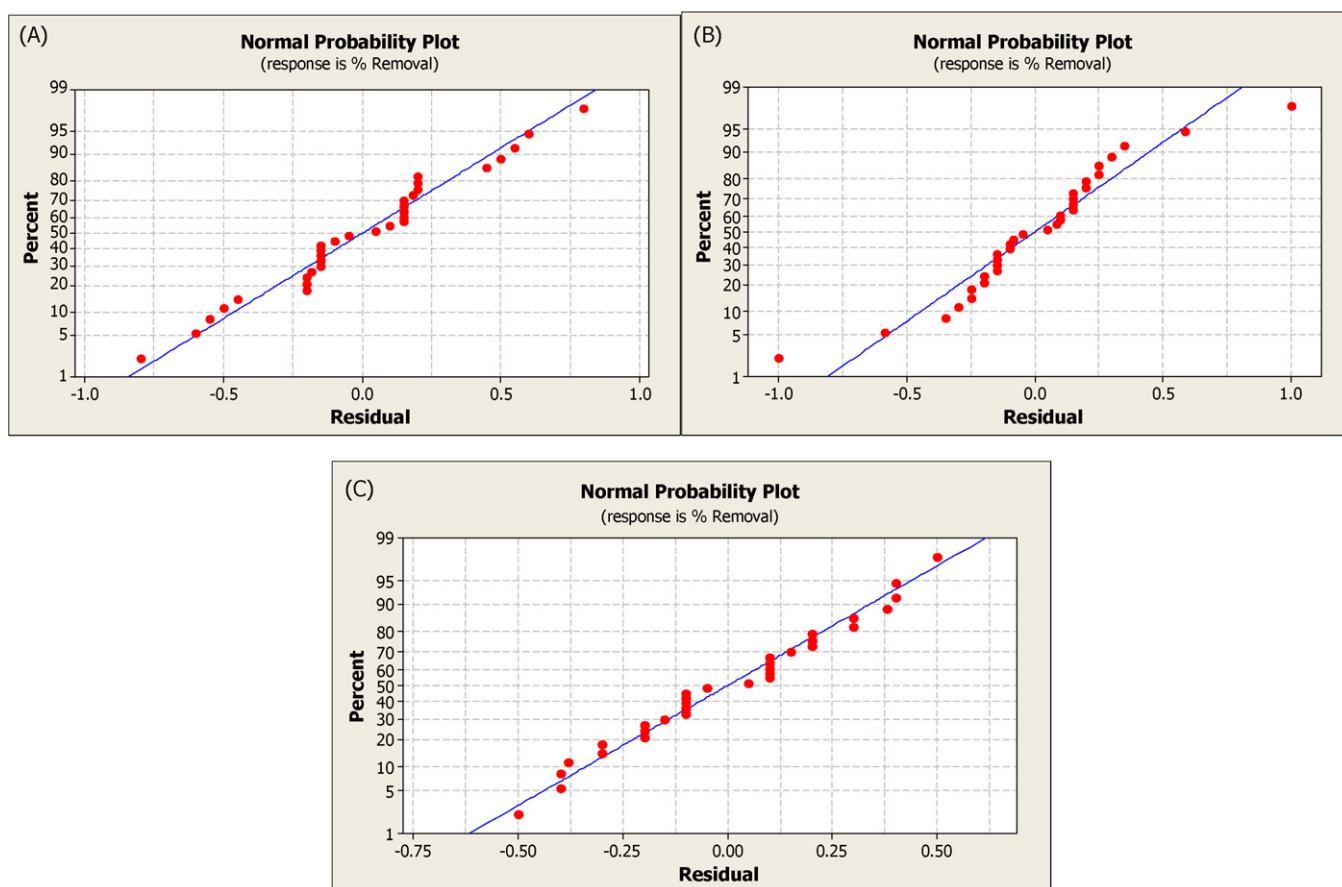 (A)
Normal Probability Plot
(response is % Removal)
Percent
99
95
90
80
70
60
50
40
30
20
10
5
1
-1.0 -0.5 0.0 0.5 1.0
Residual
(B)
Normal Probability Plot
(response is % Removal)
Percent
99
95
90
80
70
60
50
40
30
20
10
5
1
-1.0 -0.5 0.0 0.5 1.0
Residual
(C)
Normal Probability Plot
(response is % Removal)
Percent
99
95
90
80
70
60
50
40
30
20
10
5
1
-0.75 -0.50 -0.25 0.00 0.25 0.50
Residual